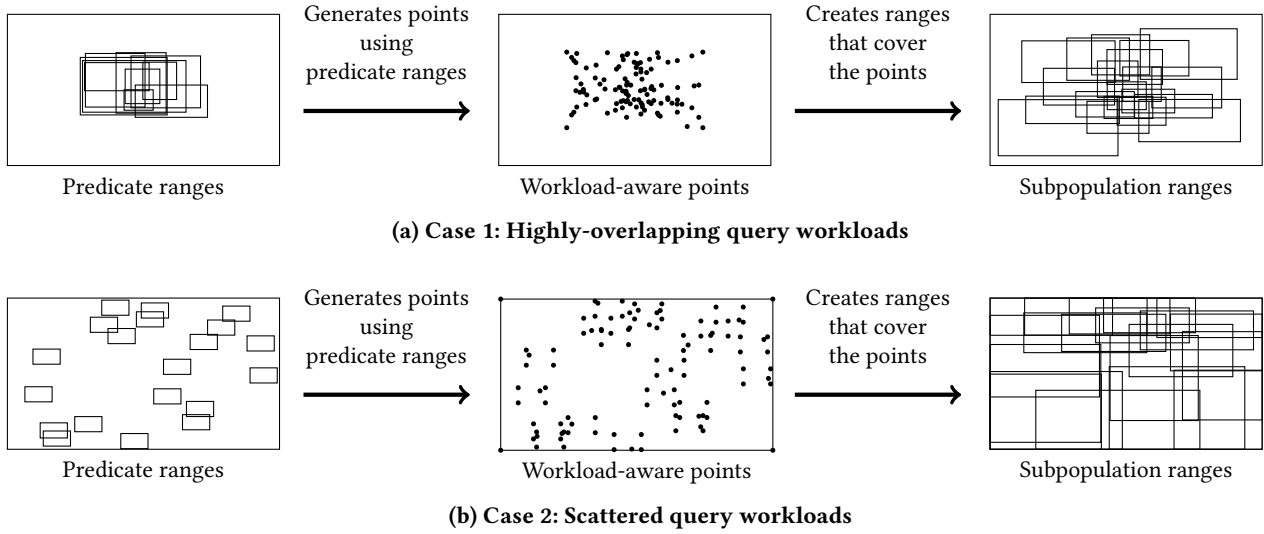 Generates points
using
predicate ranges
Creates ranges
that cover
the points
Predicate ranges
Workload-aware points
Subpopulation ranges
(a) Case 1: Highly-overlapping query workloads
Generates points
using
predicate ranges
Creates ranges
that cover
the points
Predicate ranges
Workload-aware points
Subpopulation ranges
(b) Case 2: Scattered query workloads